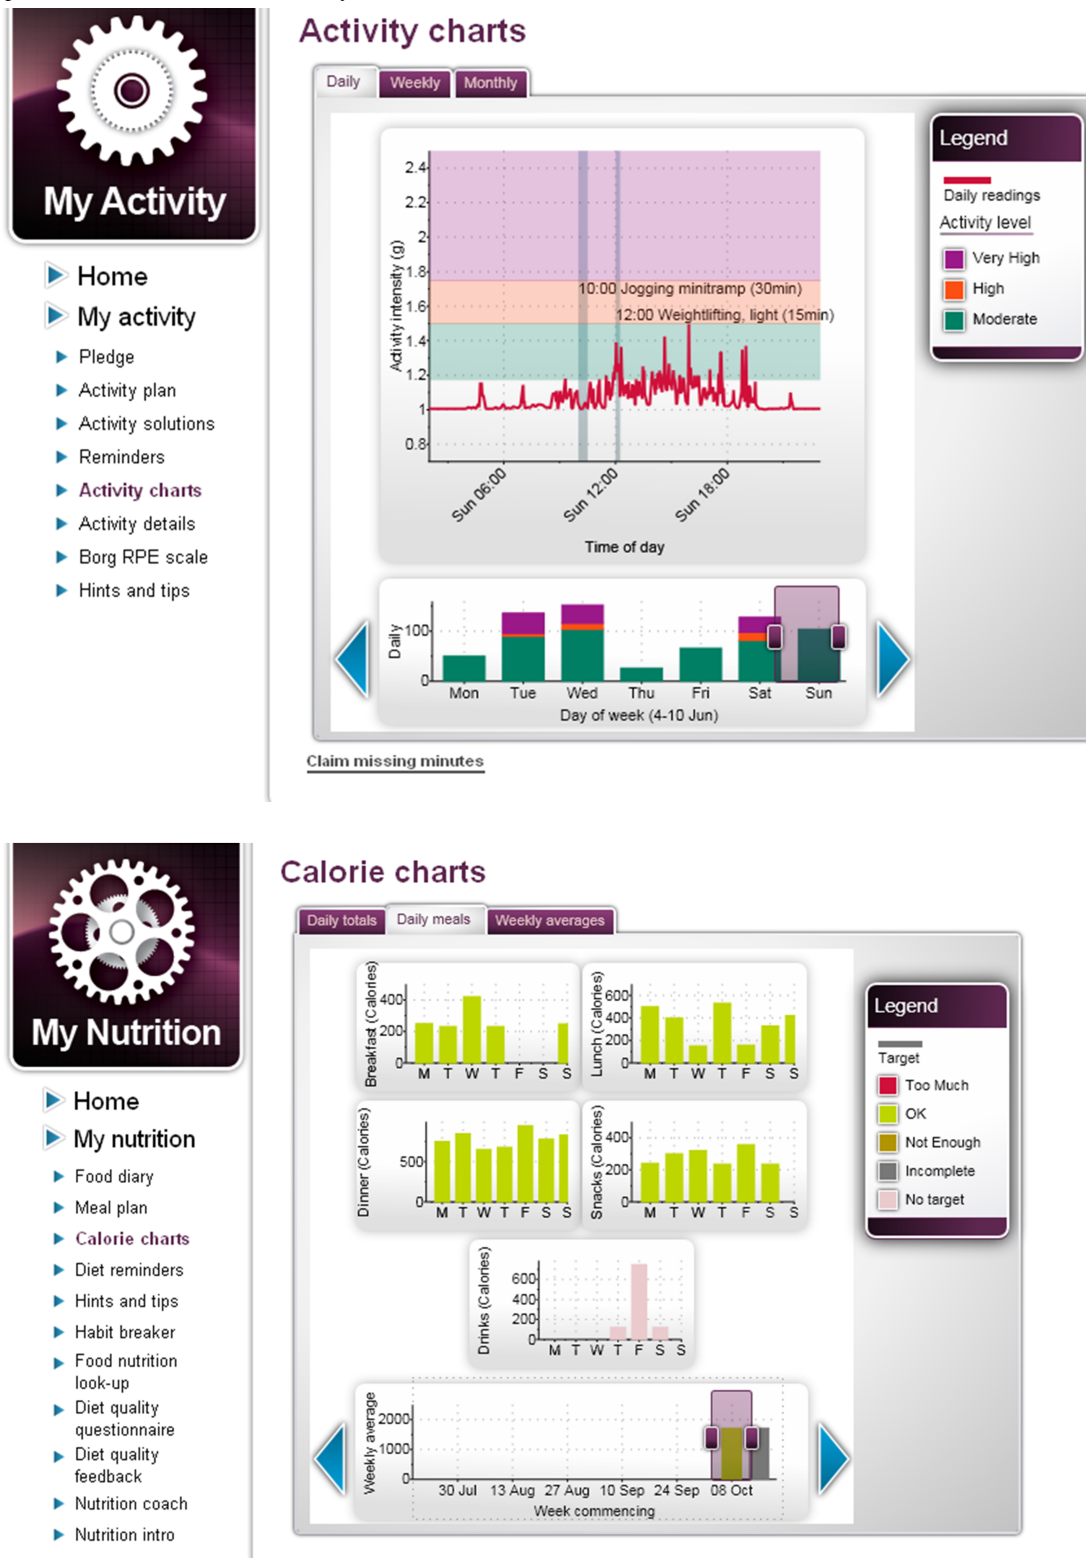 Activity charts
My Activity
Home
My activity
Pledge
Activity plan
Activity solutions
Reminders
Activity charts
Activity details
Borg RPE scale
Hints and tips
Daily
Weekly
Monthly
Activity intensity (g)
2.4
2.2
2
1.8
1.6
1.4
1.2
1
0.8
10:00 Jogging minitramp (30min)
12:00 Weightlifting, light (15min)
Sun 06:00
Sun 12:00
Sun 18:00
Time of day
Legend
Daily readings
Activity level
Very High
High
Moderate
Daily
100
0
Mon Tue Wed Thu Fri Sat Sun
Day of week (4-10 Jun)
Claim missing minutes
Calorie charts
My Nutrition
Home
My nutrition
Food diary
Meal plan
Calorie charts
Diet reminders
Hints and tips
Habit breaker
Food nutrition
look-up
Diet quality
questionnaire
Diet quality
feedback
Nutrition coach
Nutrition intro
Daily totals
Daily meals
Weekly averages
Breakfast (Calories)
400
200
0
M T W T F S S
Lunch (Calories)
600
400
200
0
M T W T F S S
Dinner (Calories)
500
0
M T W T F S S
Snacks (Calories)
400
200
0
M T W T F S S
Drinks (Calories)
600
400
200
0
M T W T F S S
Weekly average
2000
1000
0
30 Jul 13 Aug 27 Aug 10 Sep 24 Sep 08 Oct
Week commencing
Legend
Target
Too Much
OK
Not Enough
Incomplete
No target